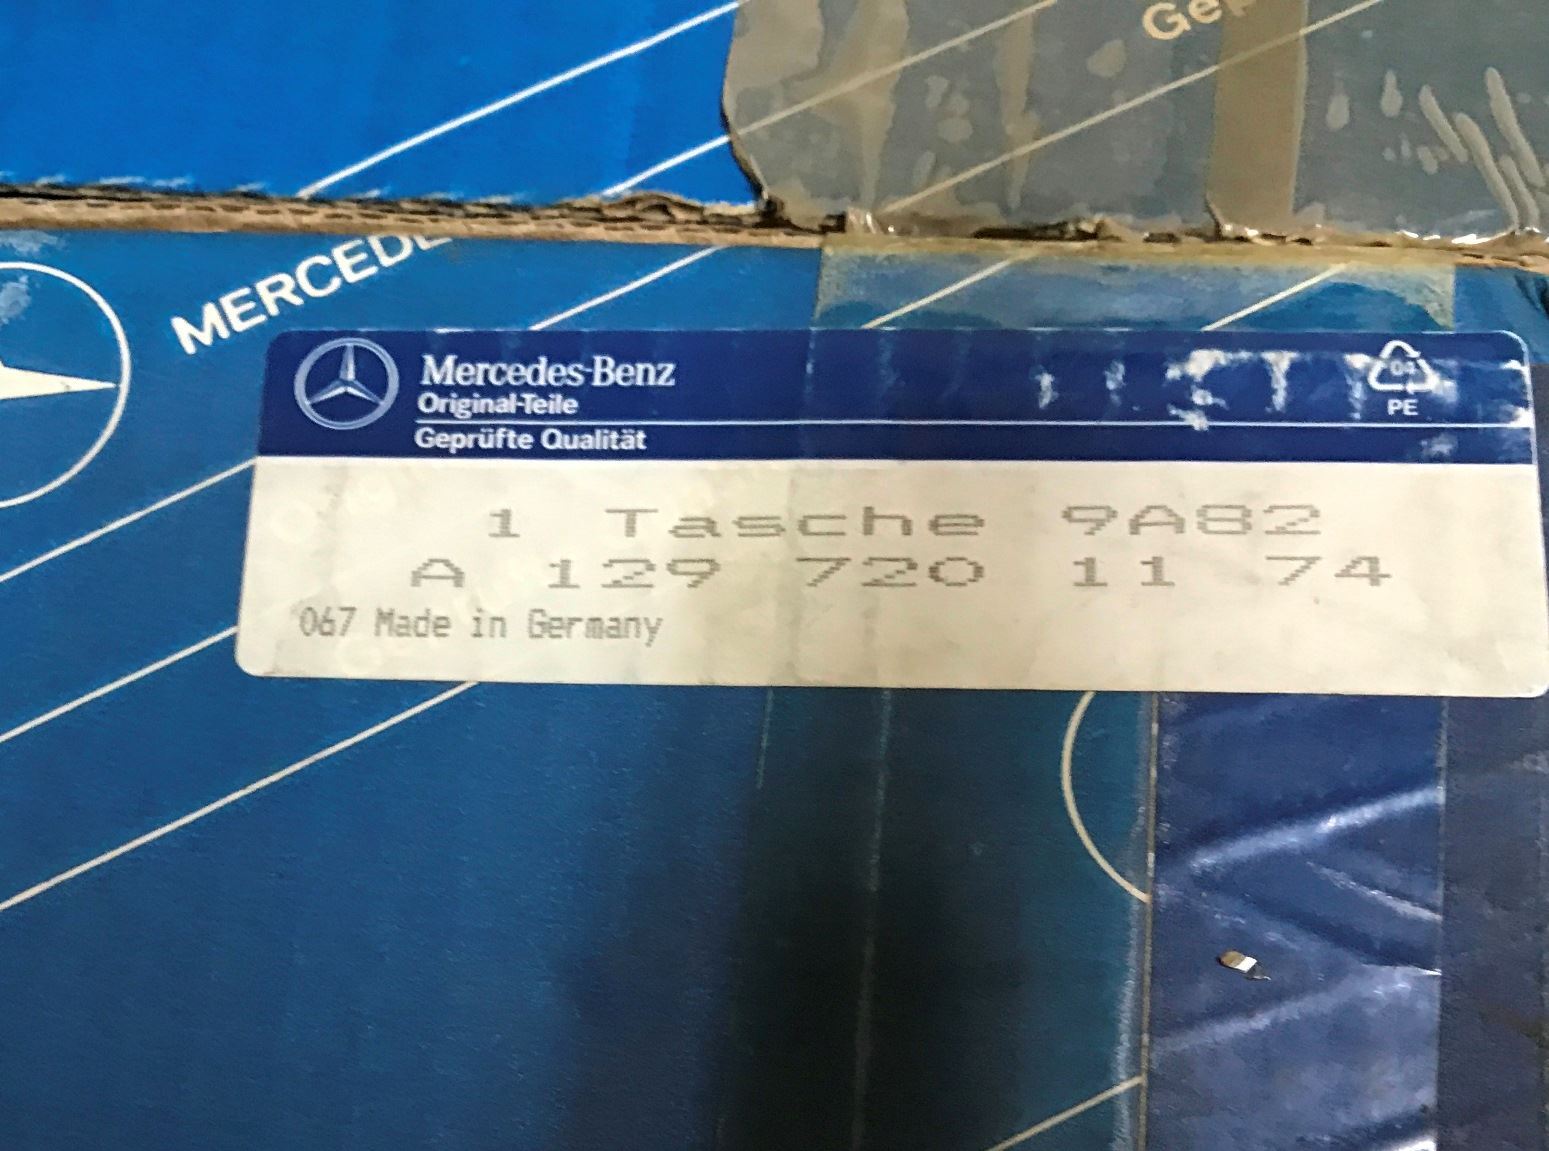 Gep
MERCEDE
Mercedes-Benz
Original-Teile
Geprüfte Qualität
04
PE
1 Tasche 9A82
A 129 720 11 74
067 Made in Germany